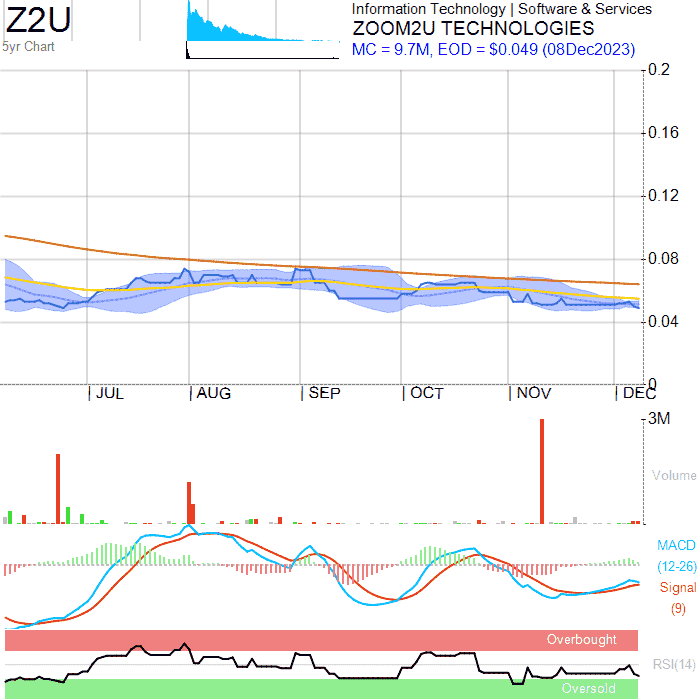 Z2U
5yr Chart
Information Technology | Software & Services
ZOOM2U TECHNOLOGIES
MC = 9.7M, EOD = $0.049 (08Dec2023)
0.2
0.16
0.12
0.08
0.04
0
JUL AUG SEP OCT NOV DEC
3M
Volume
MACD
(12-26)
Signal
(9)
Overbought
RSI(14)
Oversold